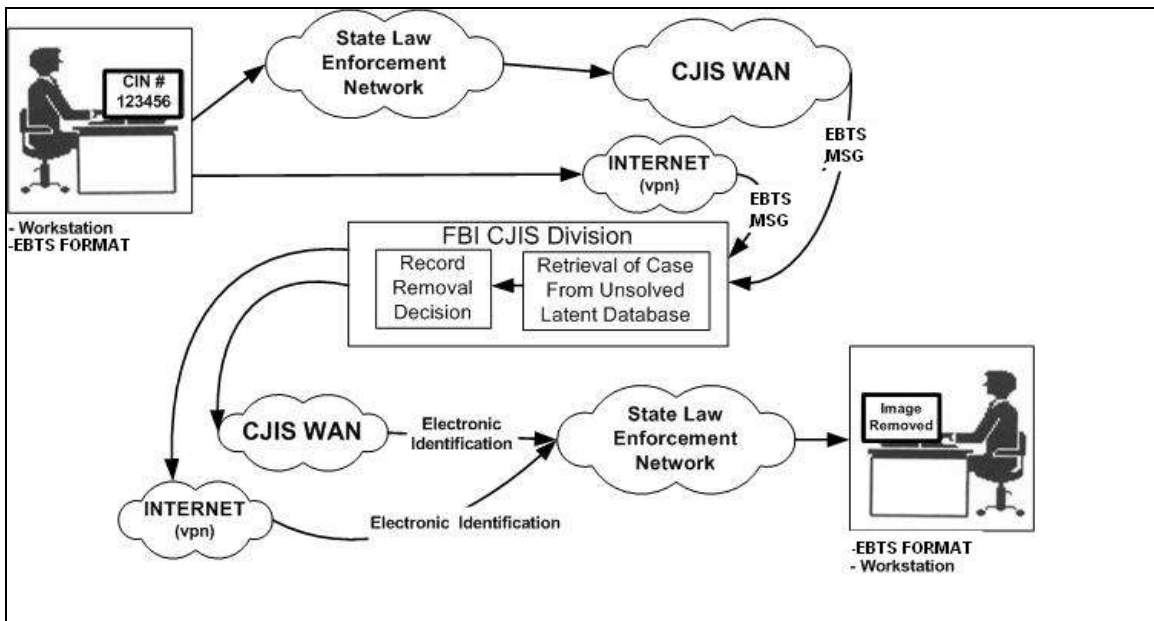 CIN #
123456
- Workstation
-EBTS FORMAT
State Law
Enforcement
Network
CJIS WAN
EBTS
MSG
INTERNET
(vpn)
EBTS
MSG
FBI CJIS Division
Record
Removal
Decision
Retrieval of Case
From Unsolved
Latent Database
CJIS WAN
Electronic
Identification
INTERNET
(vpn)
Electronic Identification
State Law
Enforcement
Network
Image
Removed
-EBTS FORMAT
- Workstation